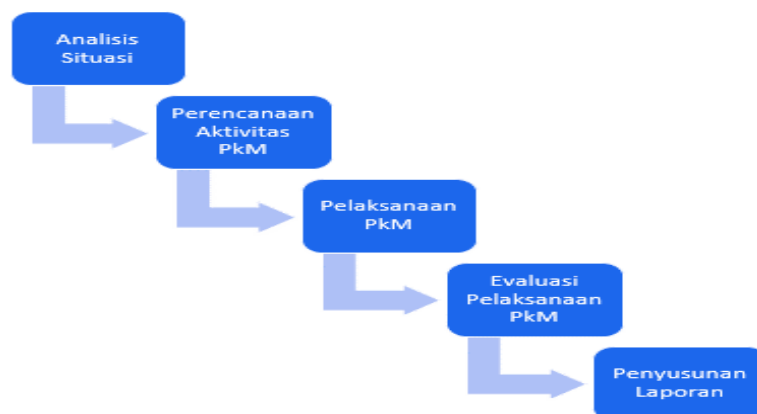 Analisis
Situasi
Perencanaan
Aktivitas
PkM
Pelaksanaan
PkM
Evaluasi
Pelaksanaan
PkM
Penyusunan
Laporan